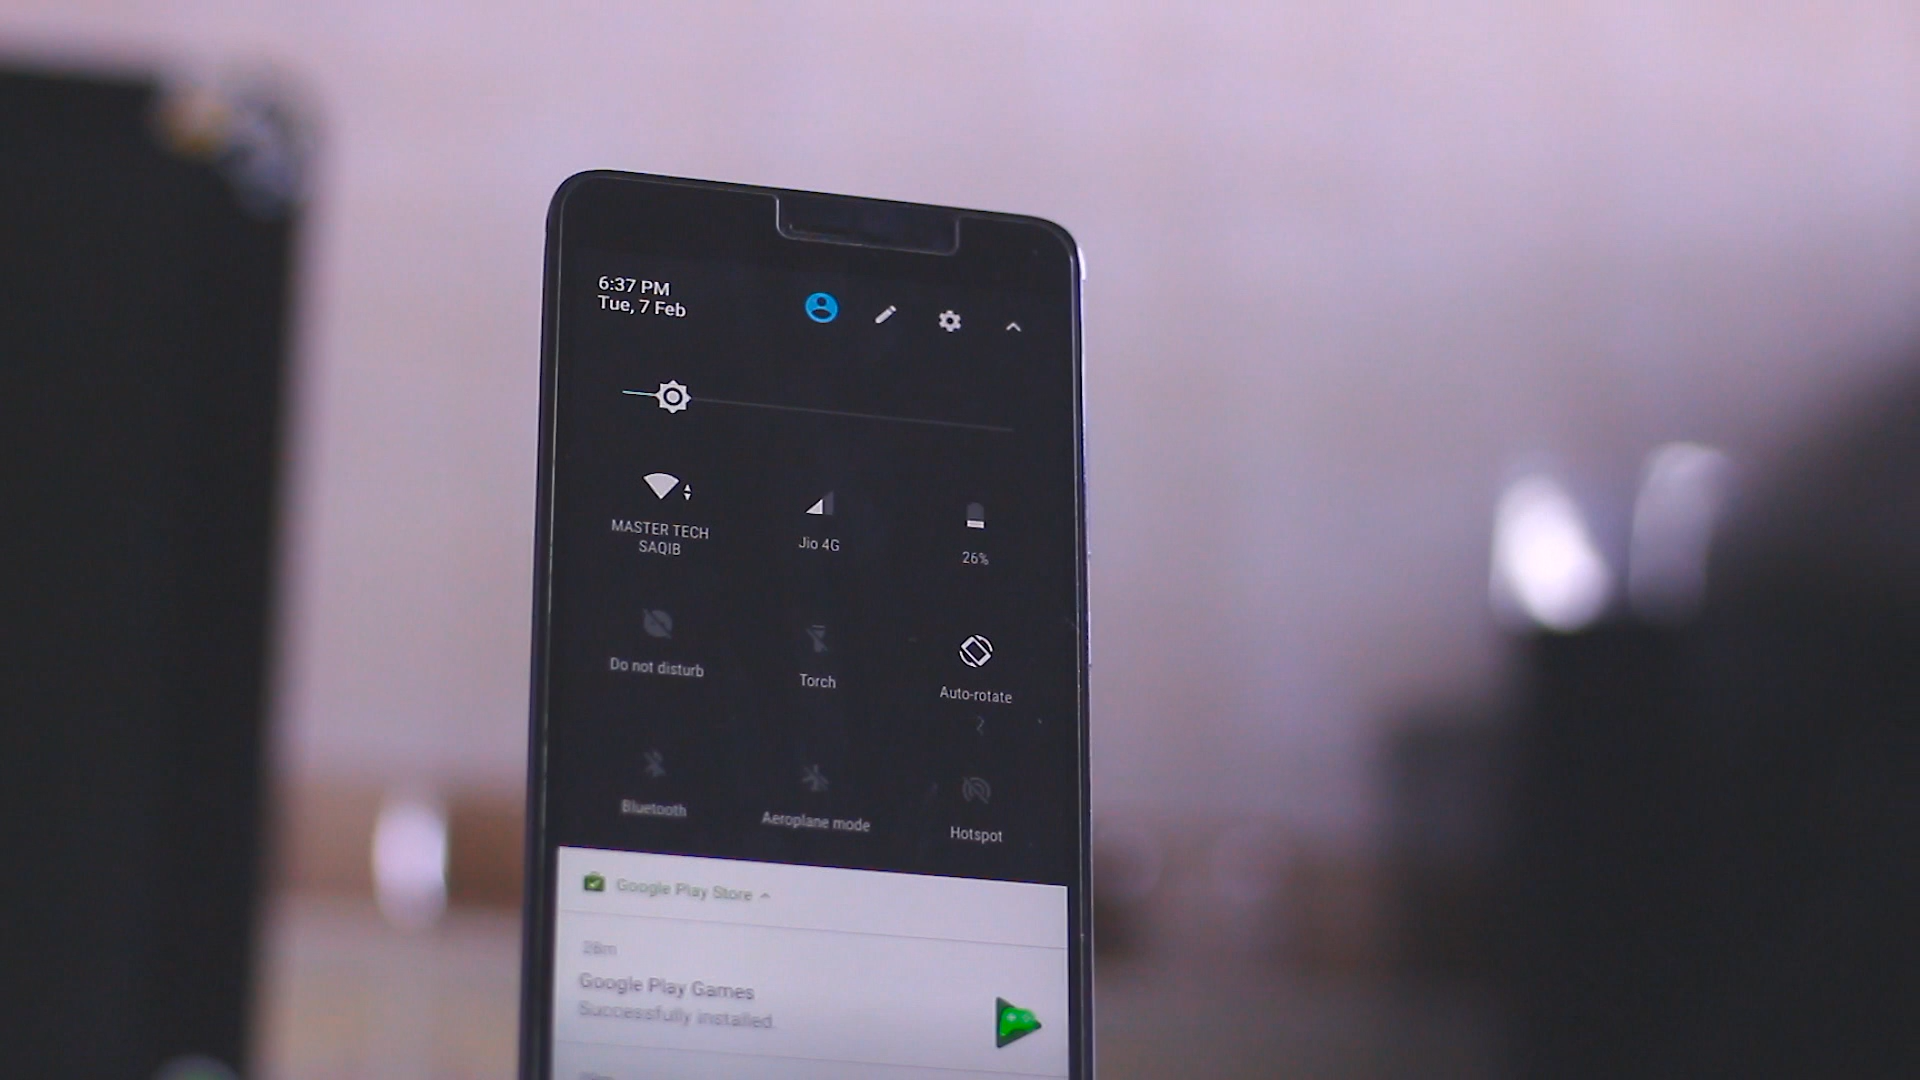 6:37 PM
Tue, 7 Feb
MASTER TECH
SAQIB
Jio 4G
26%
Do not disturb
Torch
Auto-rotate
Bluetooth
Aeroplane mode
Hotspot
Google Play Store
28m
Google Play Games
Successfully installed.